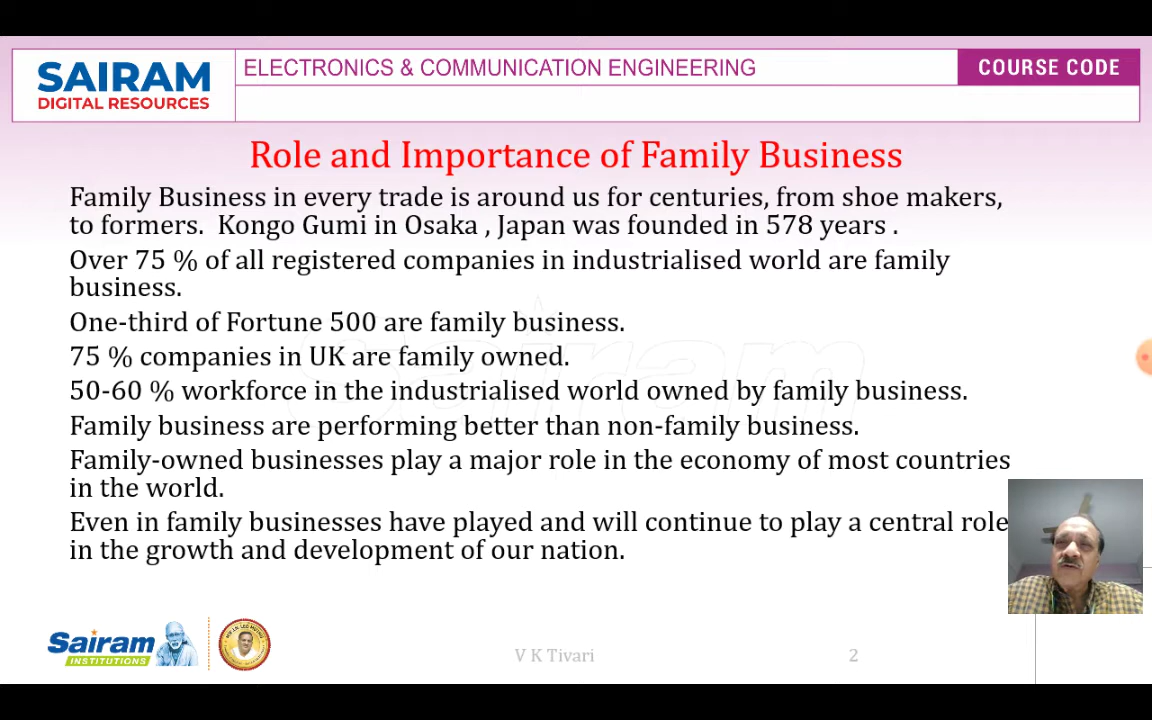 SAIRAM
DIGITAL RESOURCES
ELECTRONICS & COMMUNICATION ENGINEERING
COURSE CODE
Role and Importance of Family Business
Family Business in every trade is around us for centuries, from shoe makers,
to formers. Kongo Gumi in Osaka , Japan was founded in 578 years .
Over 75 % of all registered companies in industrialised world are family
business.
One-third of Fortune 500 are family business.
75 % companies in UK are family owned.
50-60 % workforce in the industrialised world owned by family business.
Family business are performing better than non-family business.
Family-owned businesses play a major role in the economy of most countries
in the world.
Even in family businesses have played and will continue to play a central role
in the growth and development of our nation.
Sairam
Sairam
INSTITUTIONS
V K Tivari
2